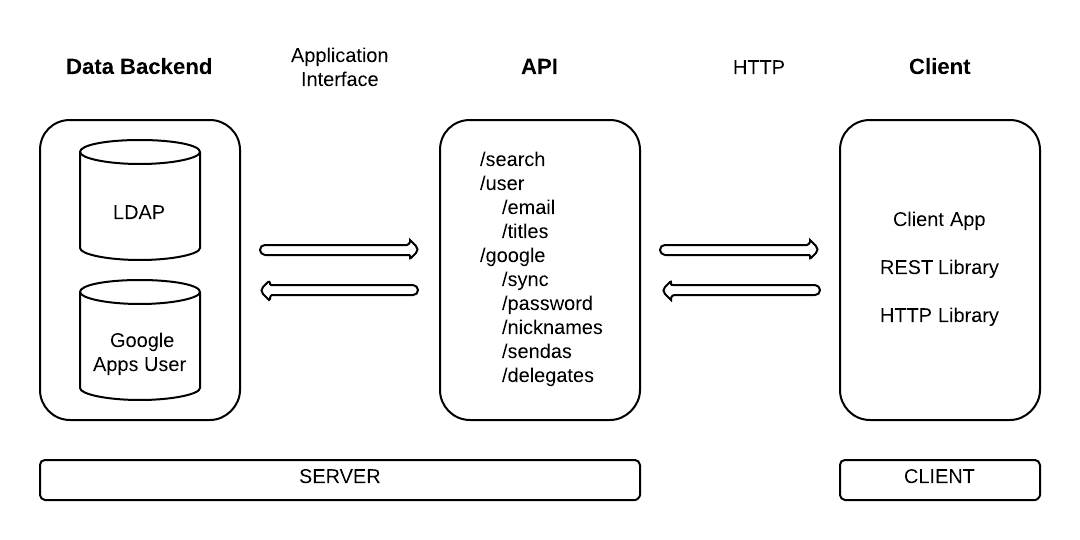 Data Backend
Application
Interface
API
HTTP
Client
LDAP
Google
Apps User
/search
/user
/email
/titles
/google
/sync
/password
/nicknames
/sendas
/delegates
Client App
REST Library
HTTP Library
SERVER
CLIENT